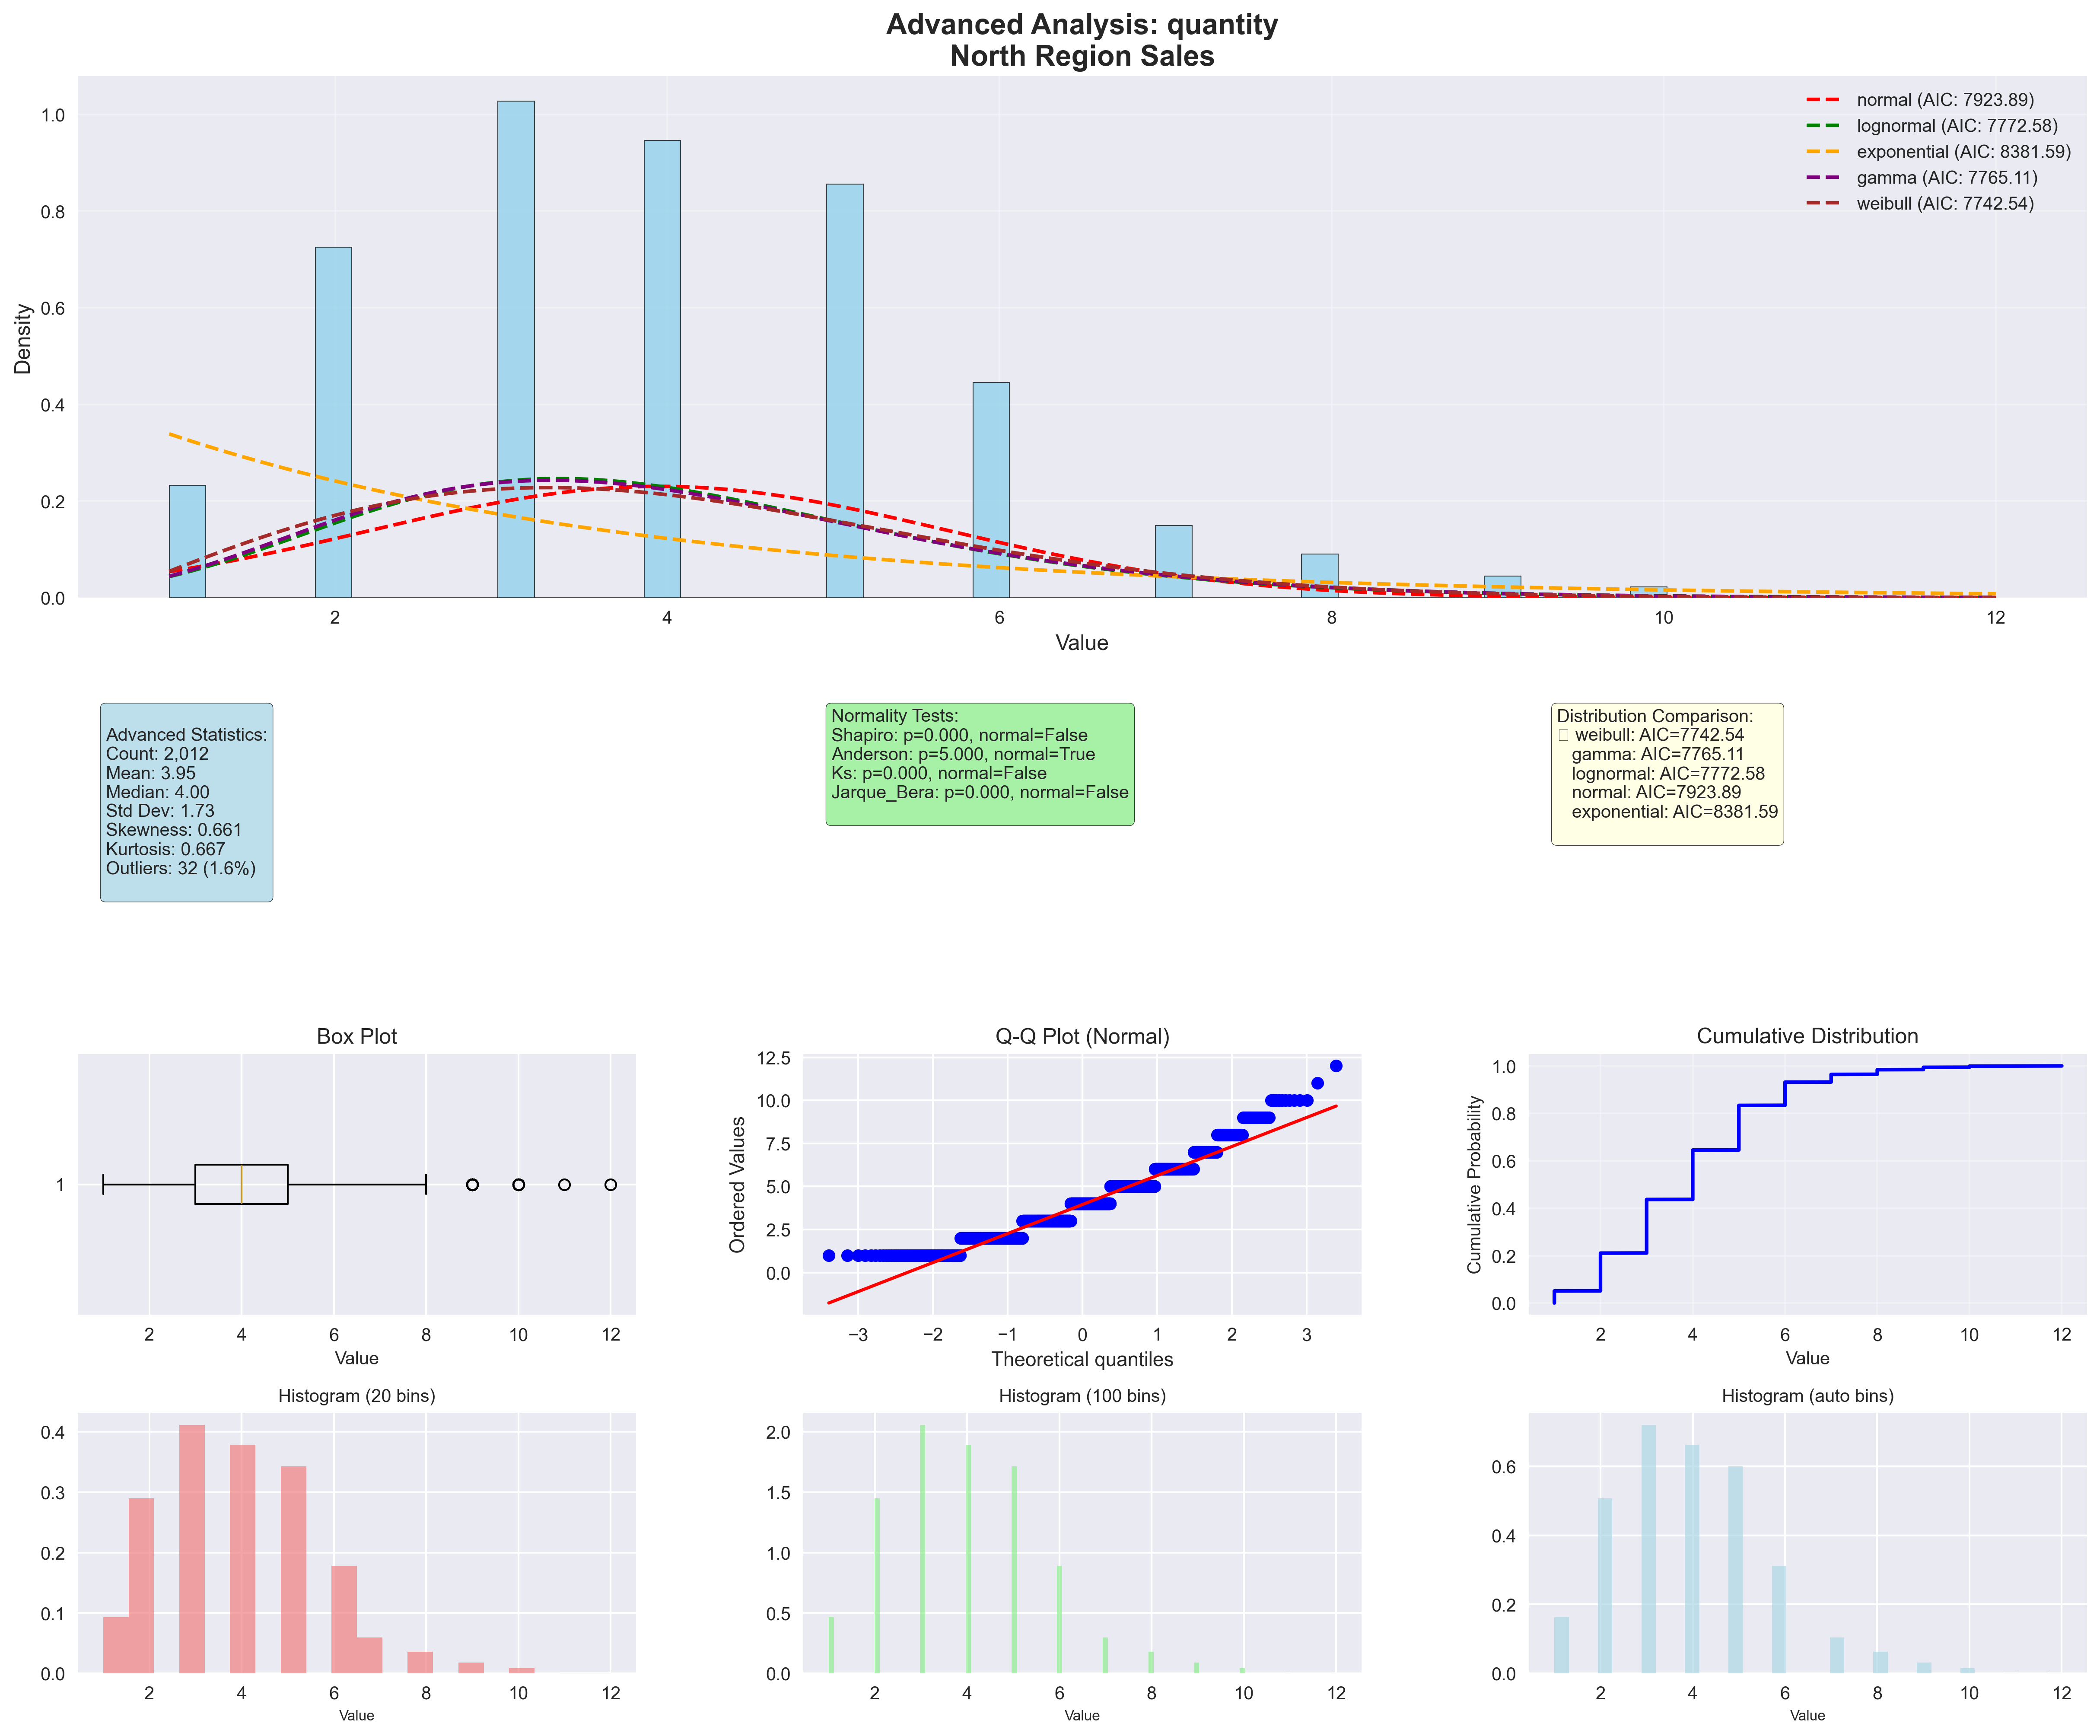 Advanced Analysis: quantity
North Region Sales
Density
1.0
0.8
0.6
0.4
0.2
0.0
normal (AIC: 7923.89)
lognormal (AIC: 7772.58)
exponential (AIC: 8381.59)
gamma (AIC: 7765.11)
weibull (AIC: 7742.54)
2 4 6 8 10 12
Value
Advanced Statistics:
Count: 2,012
Mean: 3.95
Median: 4.00
Std Dev: 1.73
Skewness: 0.661
Kurtosis: 0.667
Outliers: 32 (1.6%)
Normality Tests:
Shapiro: p=0.000, normal=False
Anderson: p=5.000, normal=True
Ks: p=0.000, normal=False
Jarque_Bera: p=0.000, normal=False
Distribution Comparison:
weibull: AIC=7742.54
gamma: AIC=7765.11
lognormal: AIC=7772.58
normal: AIC=7923.89
exponential: AIC=8381.59
Box Plot
1
2 4 6 8 10 12
Value
Q-Q Plot (Normal)
Ordered Values
12.5
10.0
7.5
5.0
2.5
0.0
−3 −2 −1 0 1 2 3
Theoretical quantiles
Cumulative Distribution
Cumulative Probability
1.0
0.8
0.6
0.4
0.2
0.0
2 4 6 8 10 12
Value
Histogram (20 bins)
0.4
0.3
0.2
0.1
0.0
2 4 6 8 10 12
Value
Histogram (100 bins)
2.0
1.5
1.0
0.5
0.0
2 4 6 8 10 12
Value
Histogram (auto bins)
0.6
0.4
0.2
0.0
2 4 6 8 10 12
Value